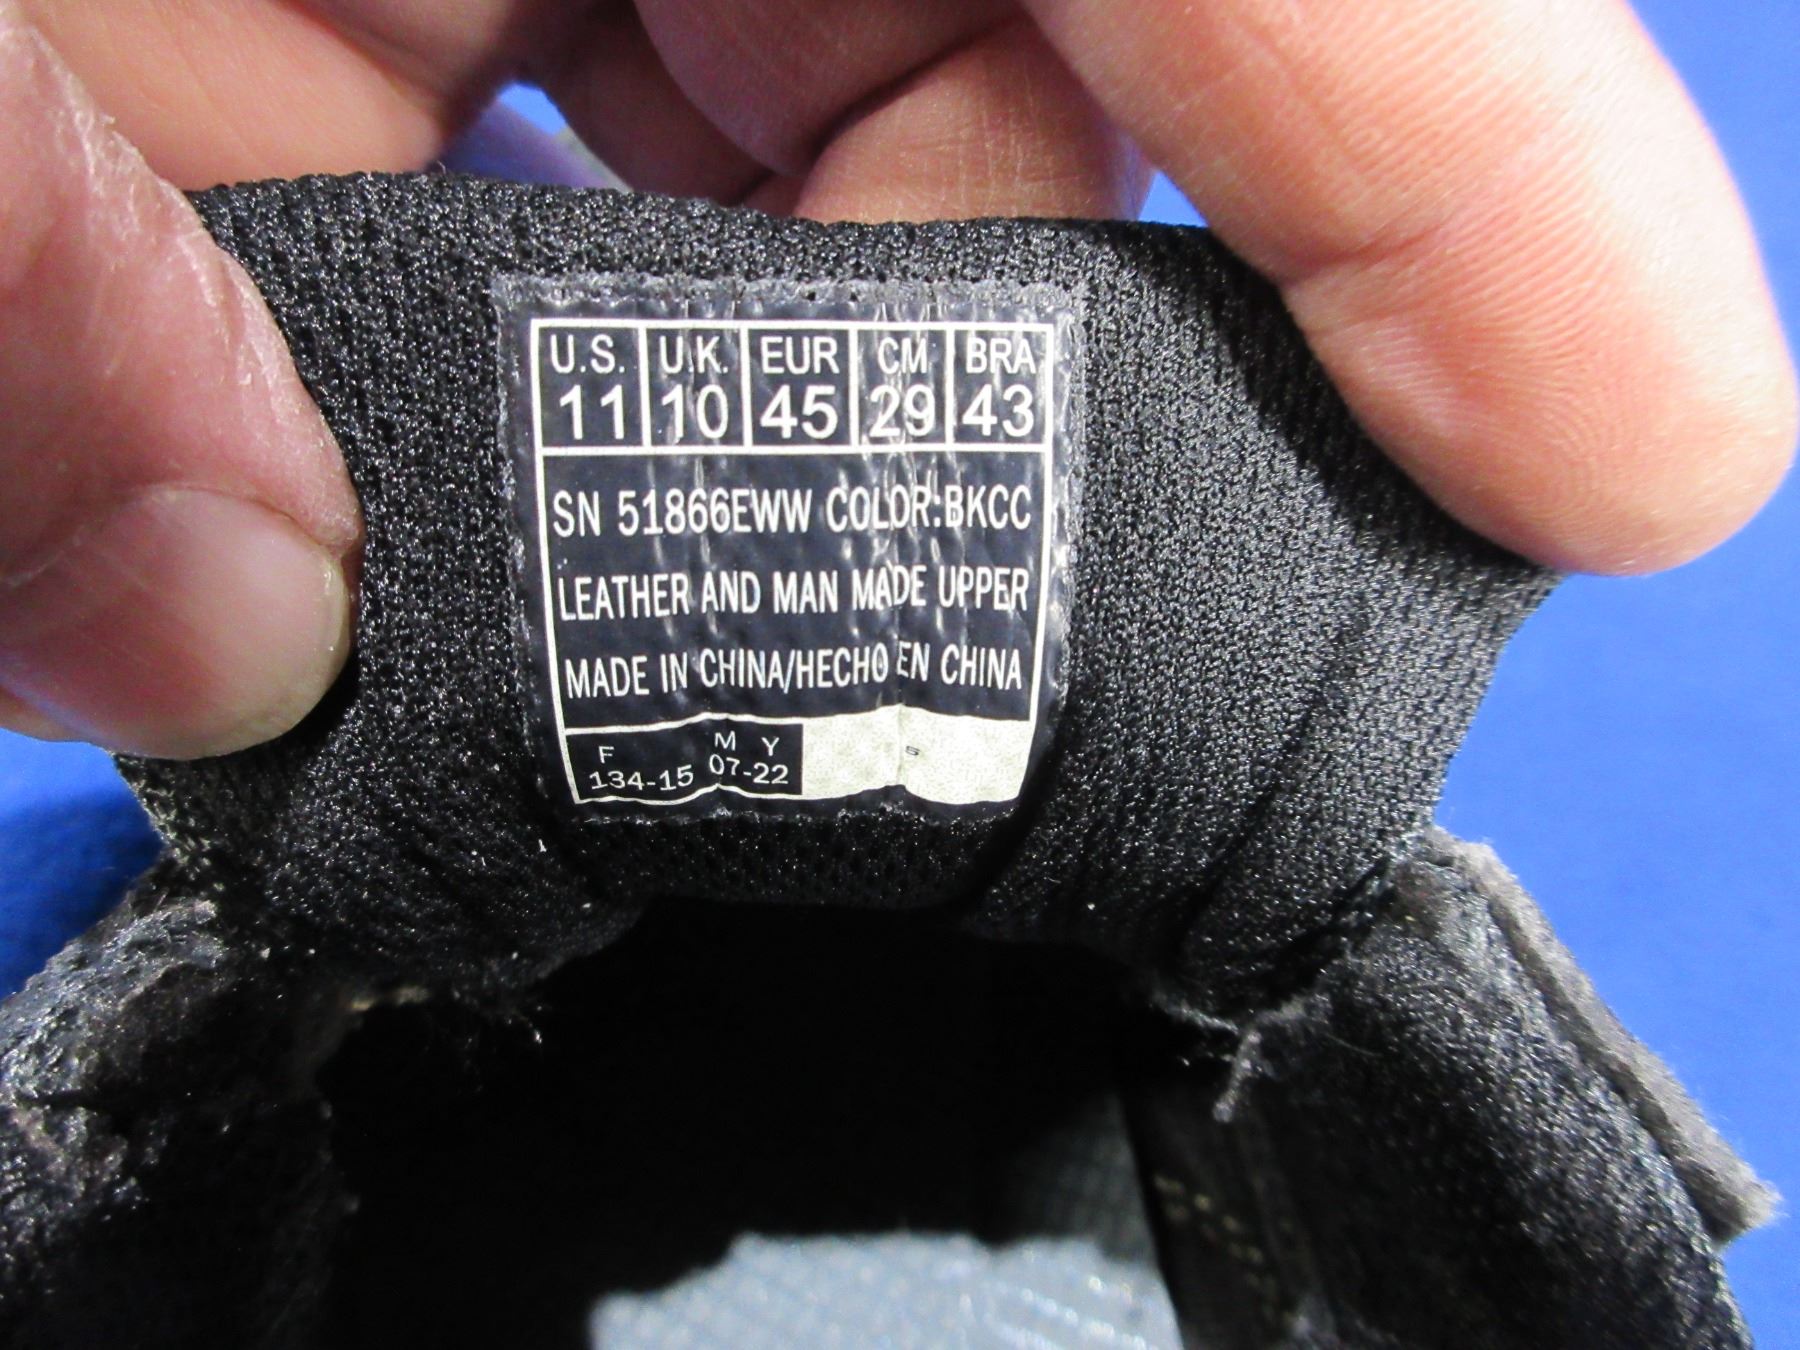 U.S. U.K. EUR CM BRA
11 10 45 29 43
SN 51866EWW COLOR:BKCC
LEATHER AND MAN MADE UPPER
MADE IN CHINA/HECHO EN CHINA
F M Y
134-15 07-22
5